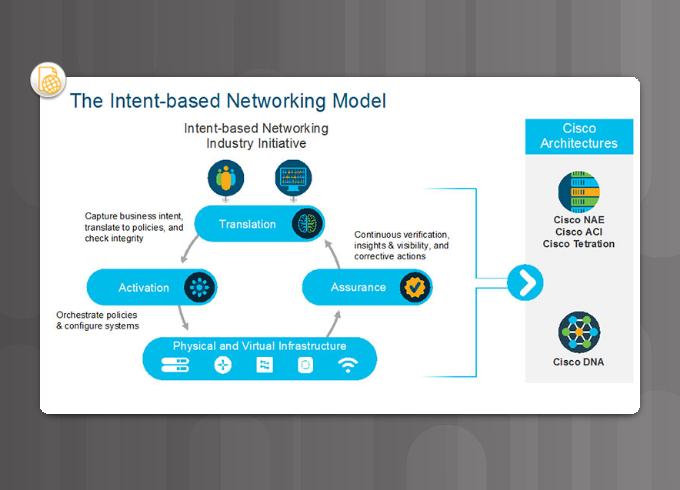 The Intent-based Networking Model
Intent-based Networking
Industry Initiative
Translation
Capture business intent,
translate to policies, and
check integrity
Continuous verification,
insights & visibility, and
corrective actions
Activation
Assurance
Orchestrate policies
& configure systems
Physical and Virtual Infrastructure
Cisco
Architectures
Cisco NAE
Cisco ACI
Cisco Tetration
Cisco DNA